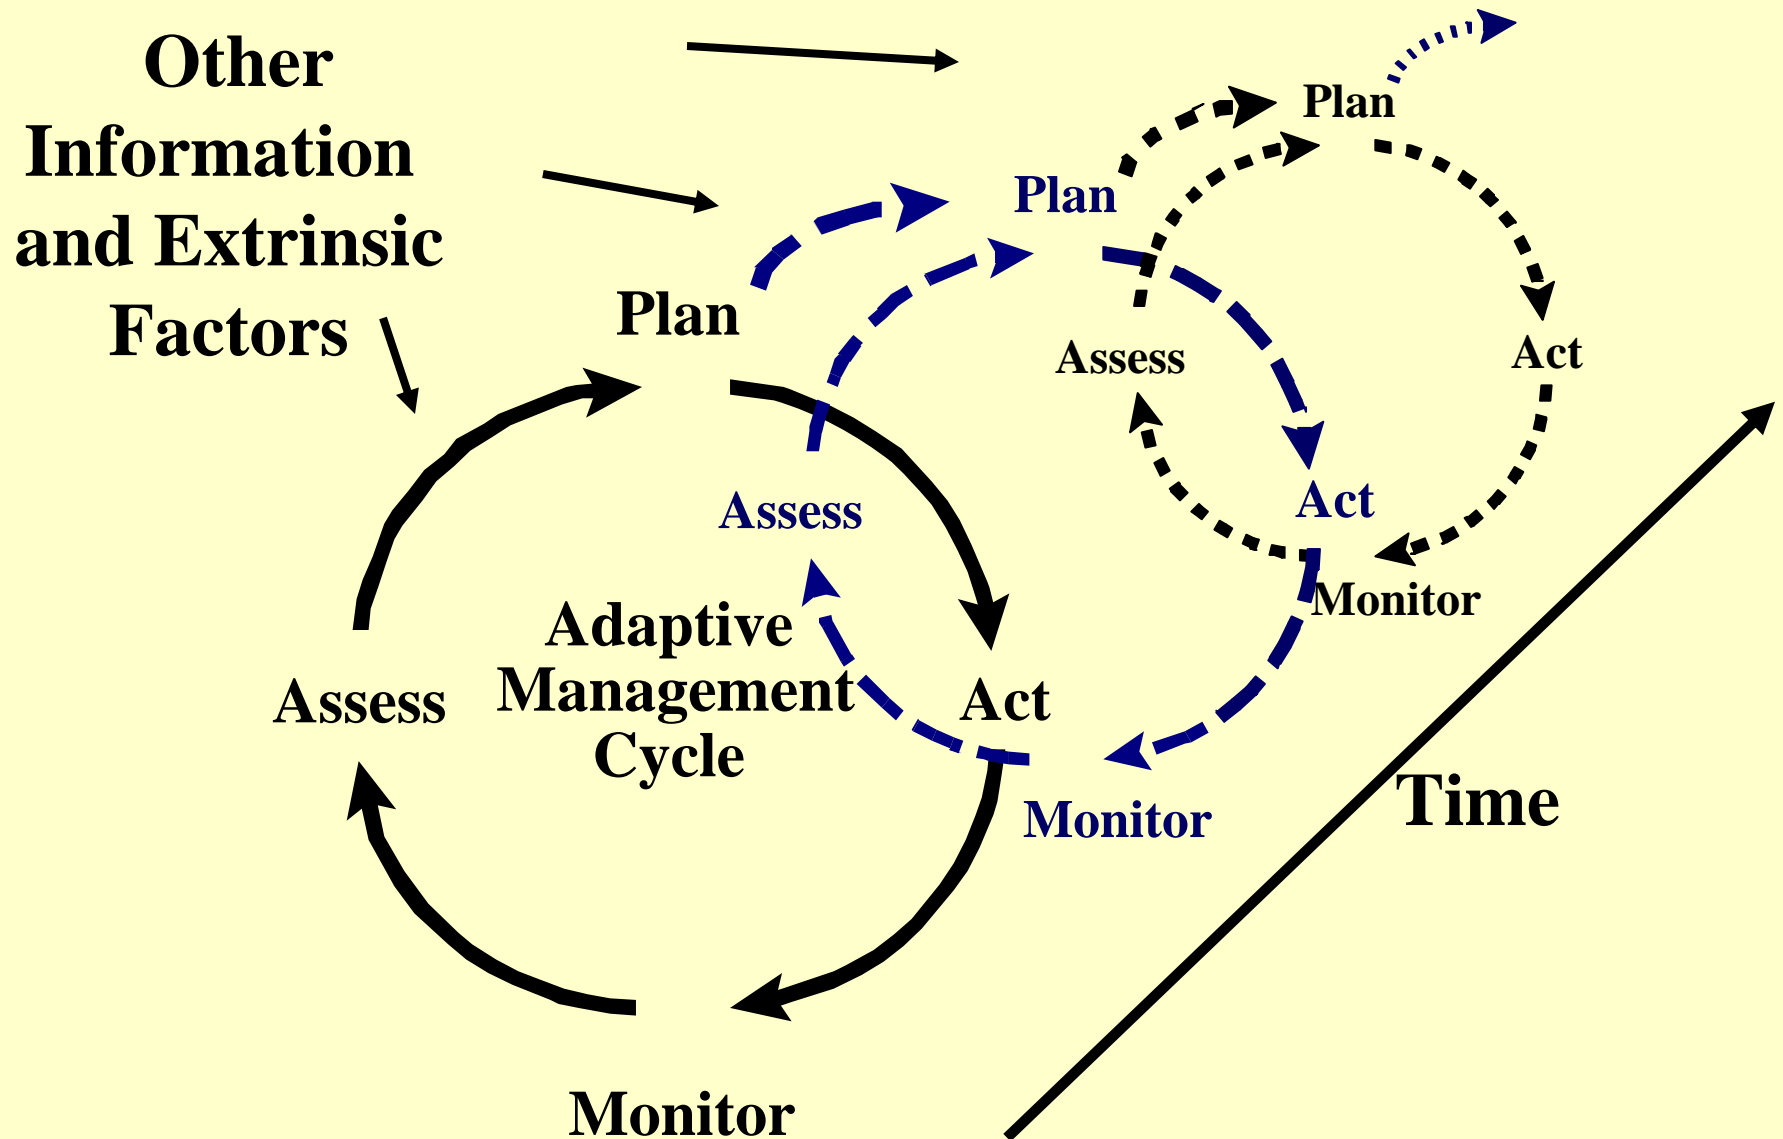 Other
Information
and Extrinsic
Factors
Plan
Plan
Plan
Assess
Act
Assess
Act
Monitor
Adaptive
Management
Cycle
Assess
Act
Monitor
Time
Monitor